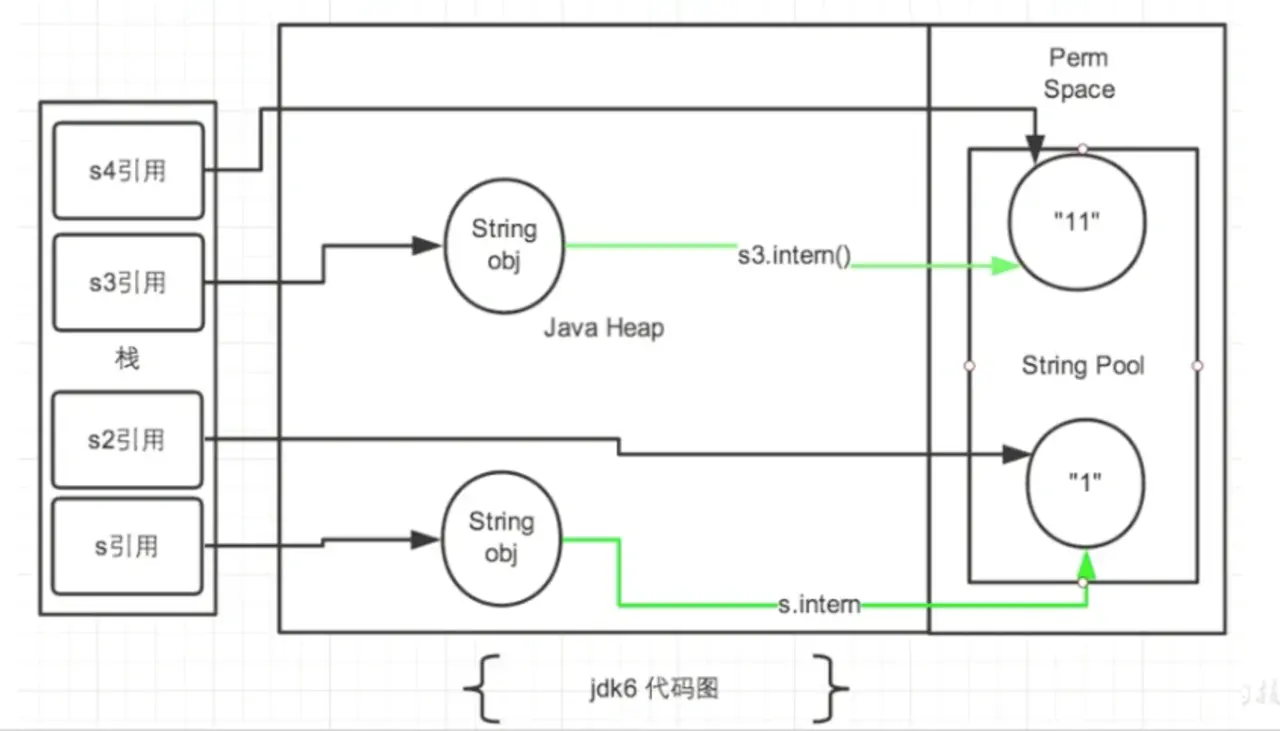 Perm
Space
s4引用
"11"
String
obj
s3.intern()
s3引用
Java Heap
栈
String Pool
s2引用
"1"
String
obj
s引用
s.intern
jdk6 代码图